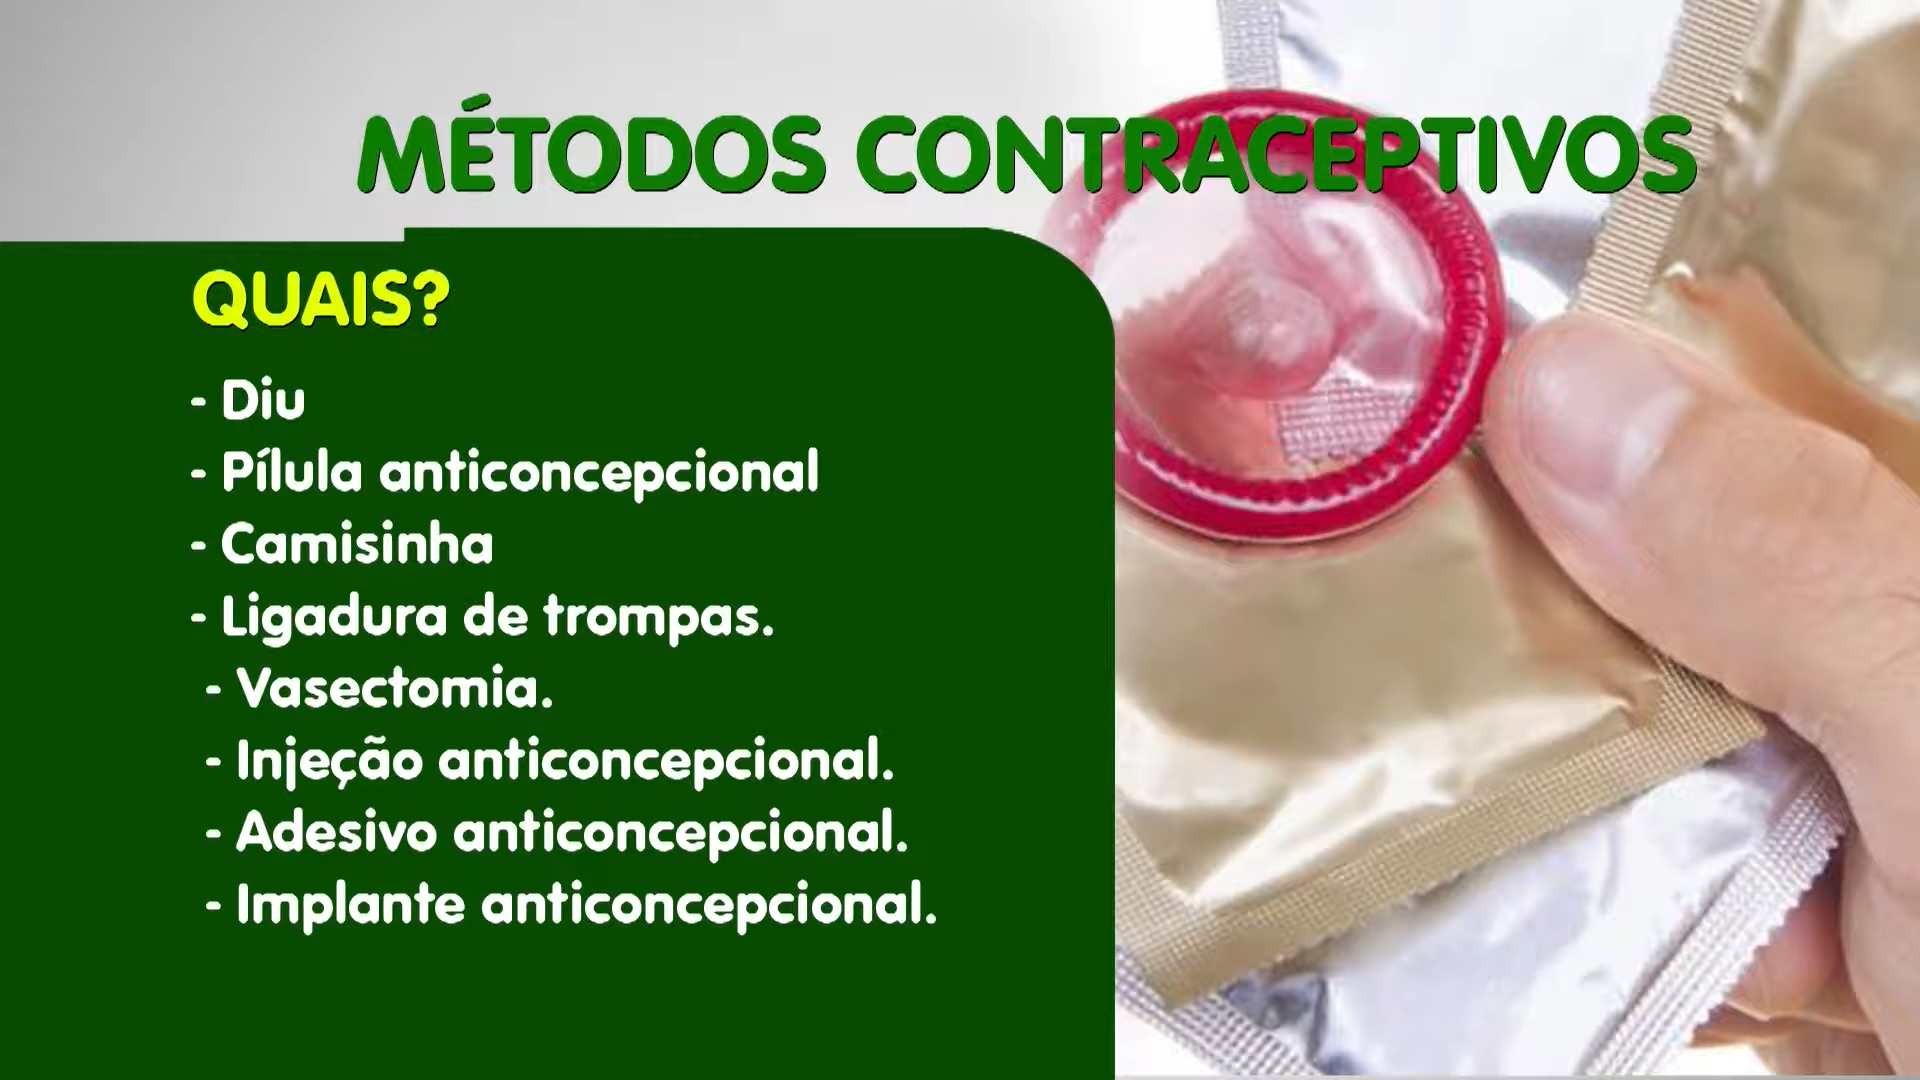 MÉTODOS CONTRACEPTIVOS
QUAIS?
- Diu
- Pílula anticoncepcional
- Camisinha
- Ligadura de trompas.
- Vasectomia.
- Injeção anticoncepcional.
- Adesivo anticoncepcional.
- Implante anticoncepcional.